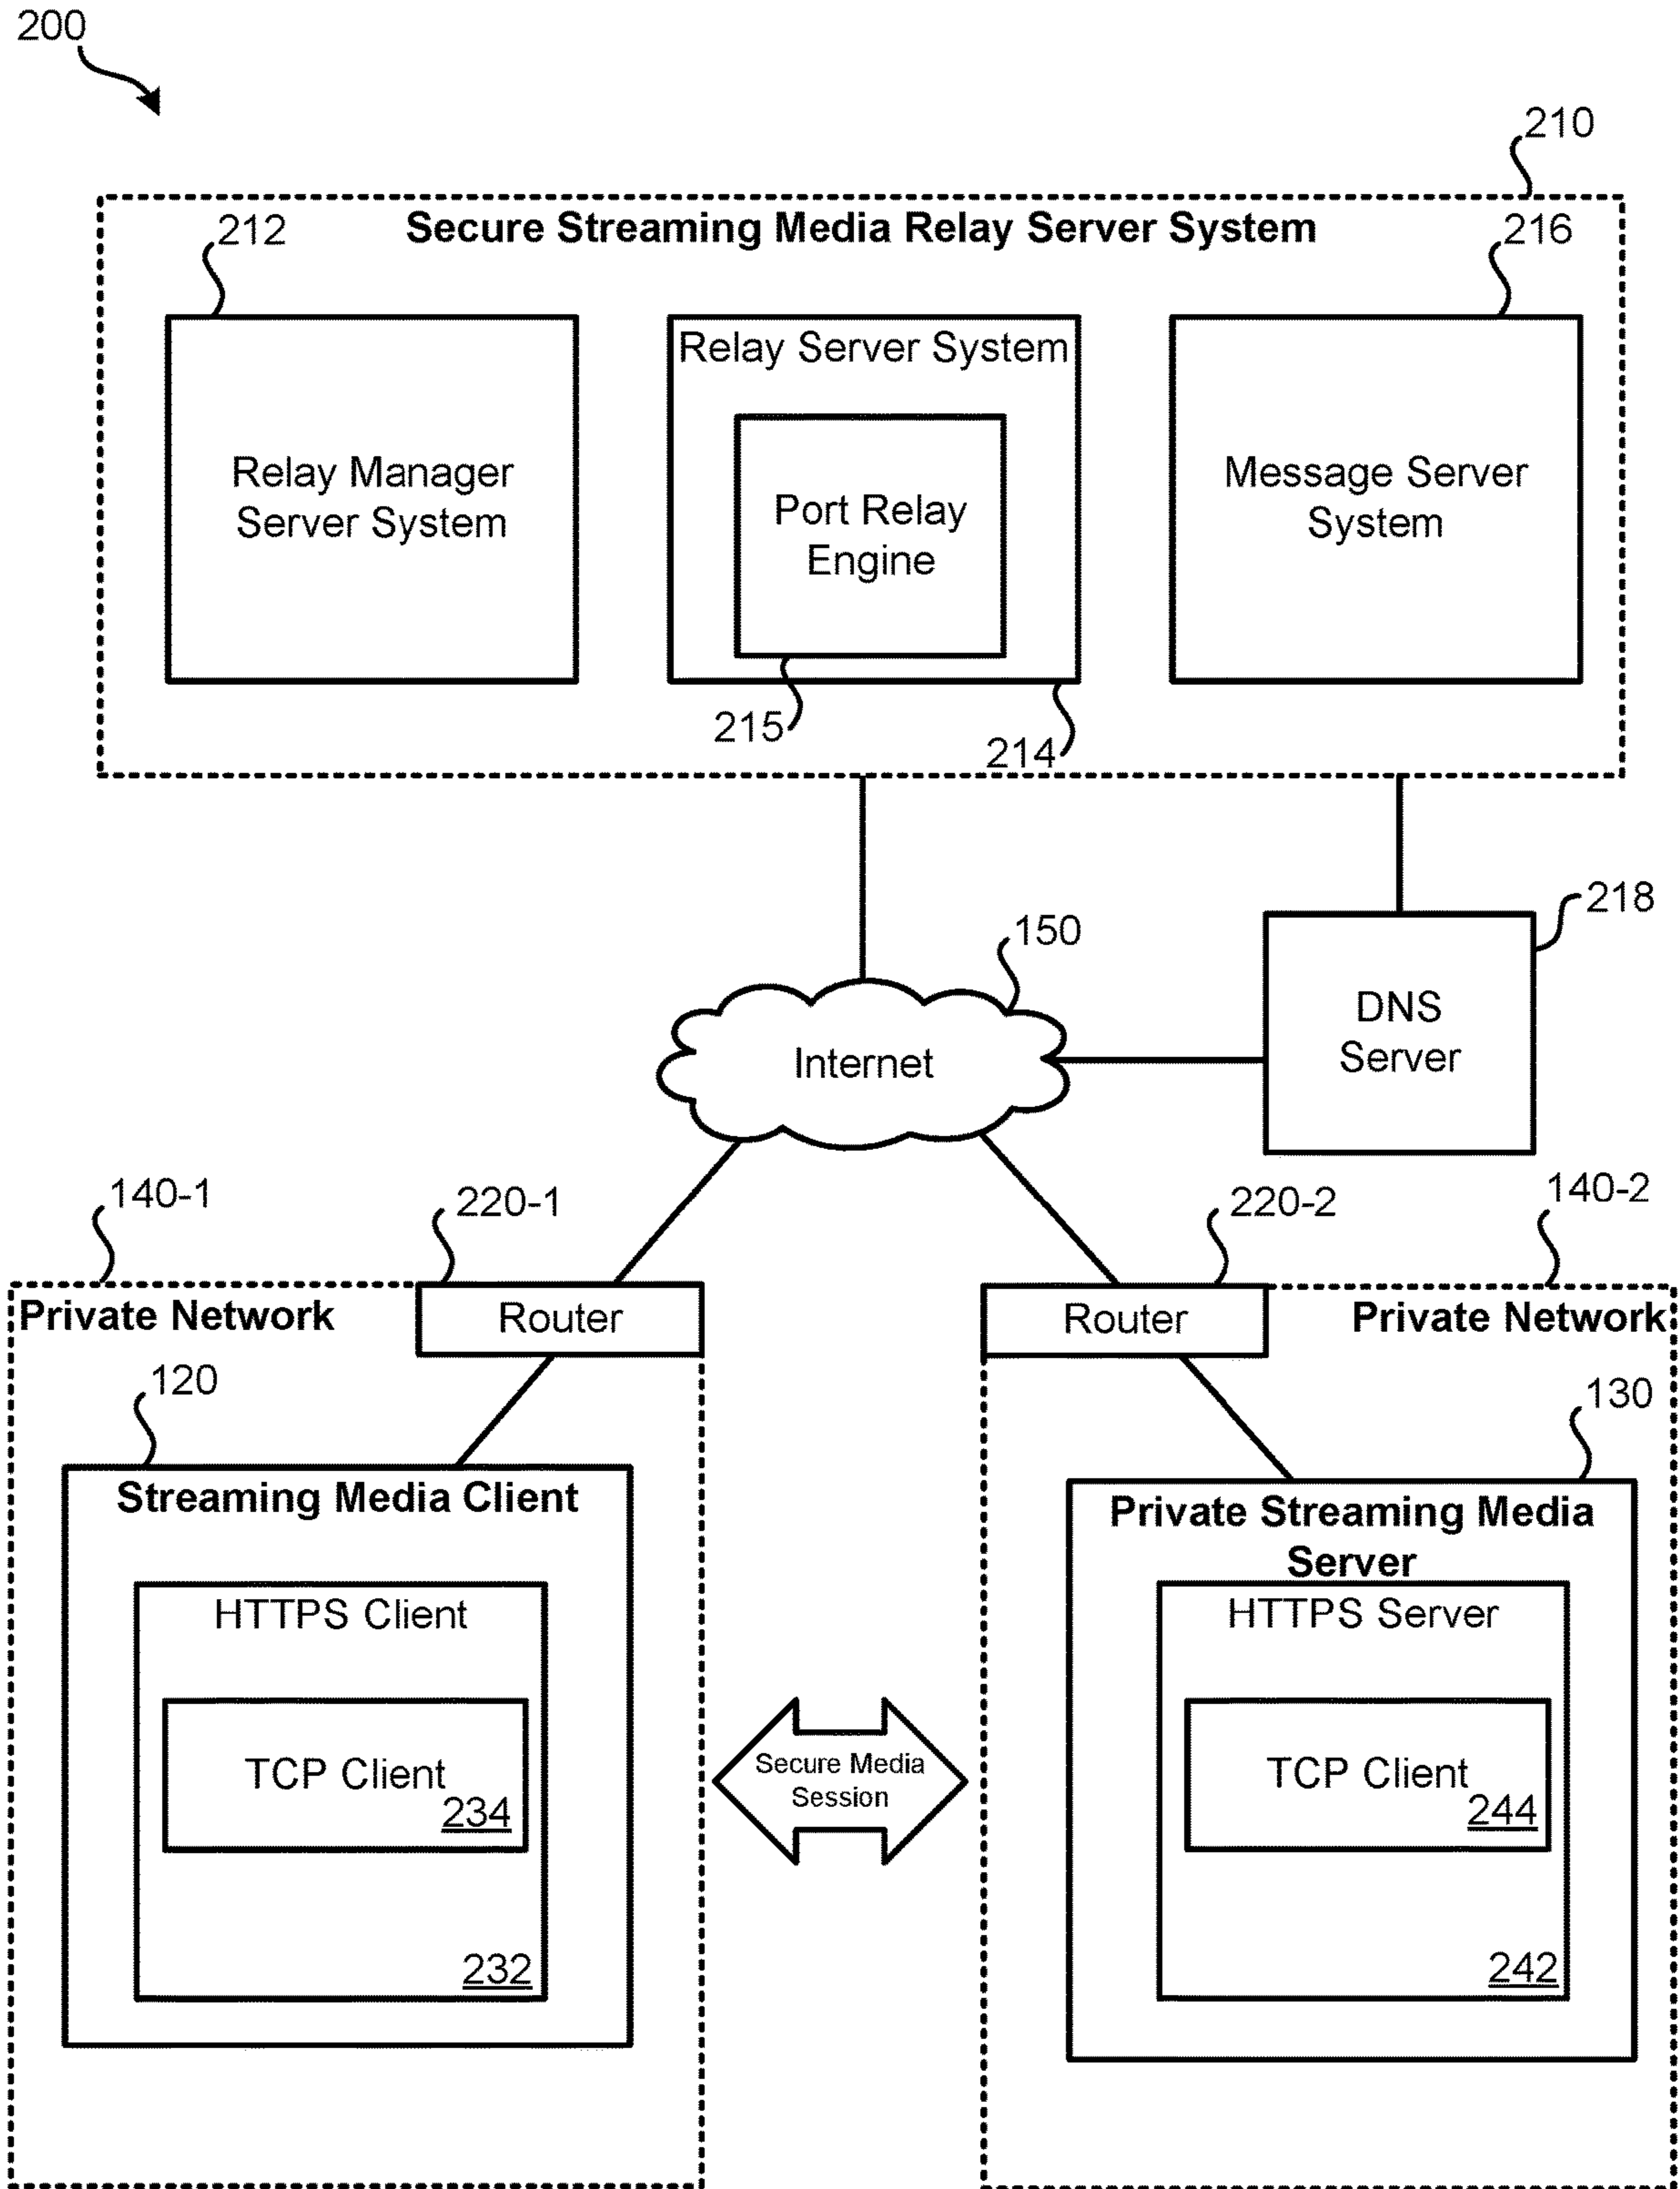 200
210
212
Secure Streaming Media Relay Server System
216
Relay Server System
Relay Manager
Server System
Port Relay
Engine
Message Server
System
215
214
218
150
DNS
Server
Internet
140-1
220-1
220-2
140-2
Private Network
Router
Router
Private Network
120
130
Streaming Media Client
Private Streaming Media
Server
HTTPS Client
HTTPS Server
TCP Client
234
Secure Media
Session
TCP Client
244
232
242